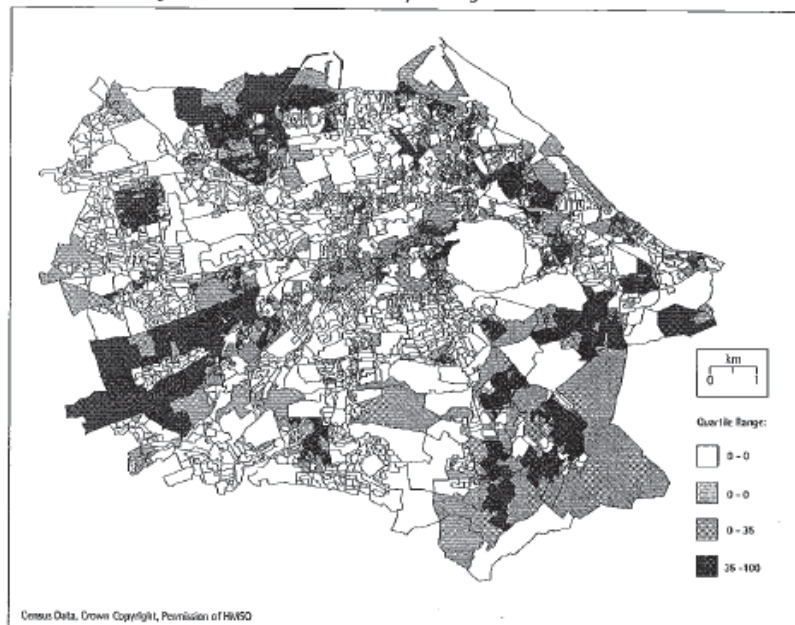 km
0 1
Quartile Range:
0 - 0
0 - 0
0 - 35
35 - 100
Census Data, Crown Copyright, Permission of HMSO